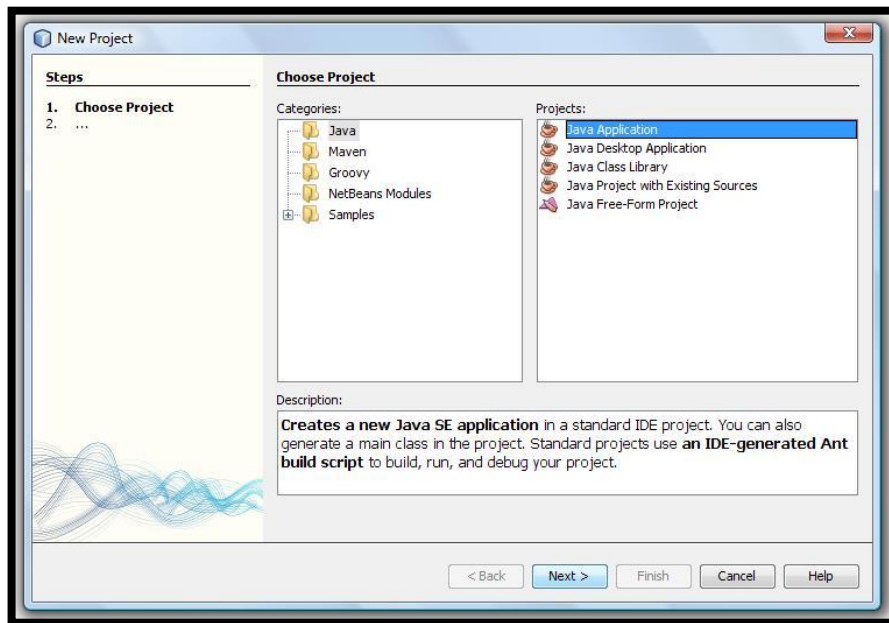 New Project
Steps
1. Choose Project
2. ...
Choose Project
Categories:
Java
Maven
Groovy
NetBeans Modules
Samples
Projects:
Java Application
Java Desktop Application
Java Class Library
Java Project with Existing Sources
Java Free-Form Project
Description:
Creates a new Java SE application in a standard IDE project. You can also
generate a main class in the project. Standard projects use an IDE-generated Ant
build script to build, run, and debug your project.
< Back
Next >
Finish
Cancel
Help